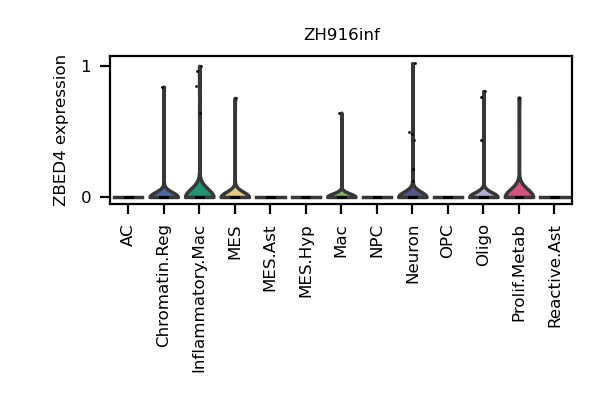 ZH916inf
ZBED4 expression
1
0
AC
Chromatin.Reg
Inflammatory.Mac
MES
MES.Ast
MES.Hyp
Mac
NPC
Neuron
OPC
Oligo
Prolif.Metab
Reactive.Ast